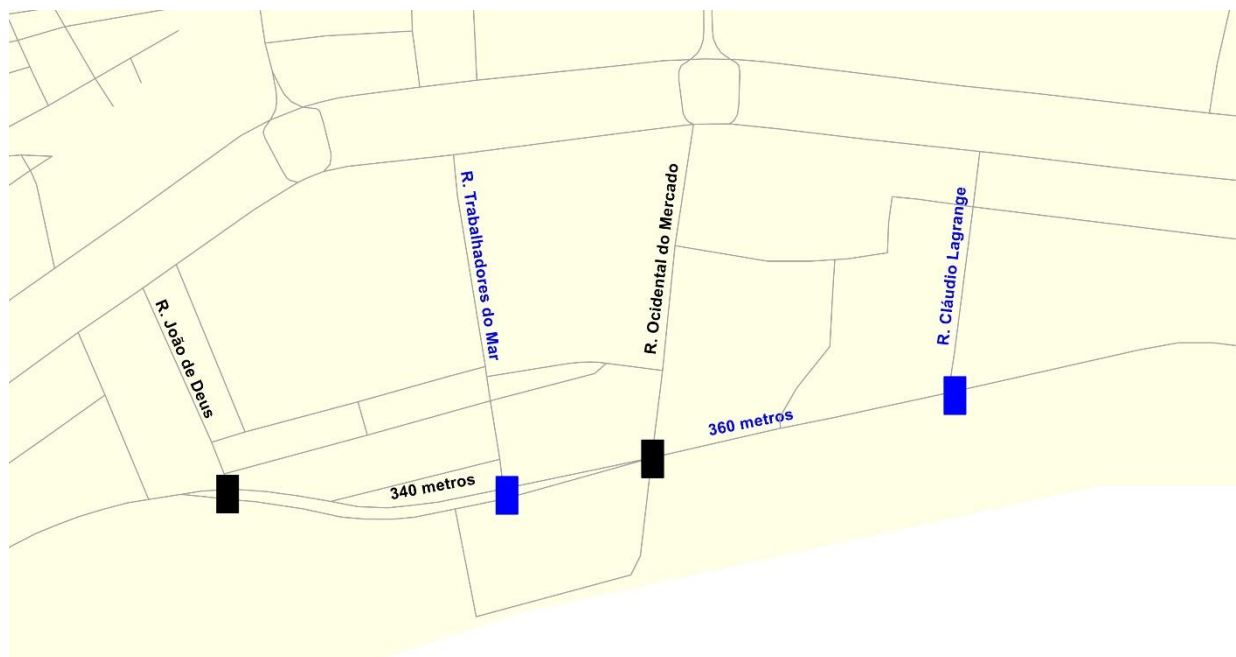 R. João de Deus
R. Trabalhadores do Mar
R. Ocidental do Mercado
R. Cláudio Lagrange
340 metros
360 metros